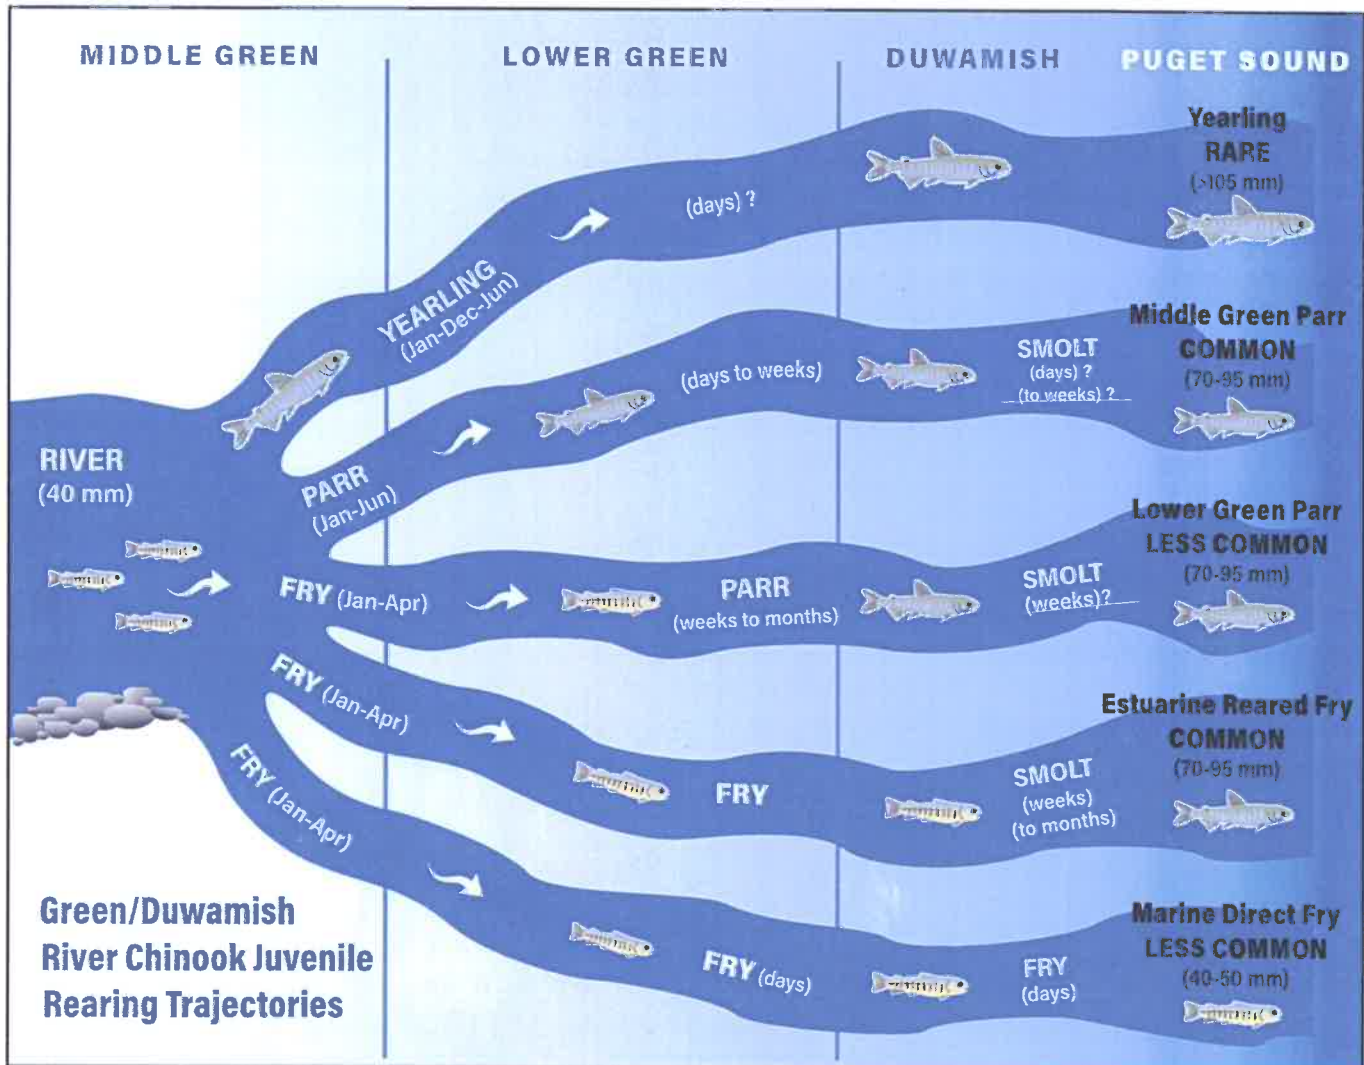 MIDDLE GREEN
LOWER GREEN
DUWAMISH
PUGET SOUND
RIVER
(40 mm)
YEARLING
(Jan-Dec-Jun)
(days) ?
Yearling
RARE
(>105 mm)
PARR
(Jan-Jun)
(days to weeks)
SMOLT
(days) ?
(to weeks) ?
Middle Green Parr
COMMON
(70-95 mm)
FRY (Jan-Apr)
PARR
(weeks to months)
SMOLT
(weeks)?
Lower Green Parr
LESS COMMON
(70-95 mm)
FRY (Jan-Apr)
FRY
SMOLT
(weeks)
(to months)
Estuarine Reared Fry
COMMON
(70-95 mm)
FRY (Jan-Apr)
FRY (days)
FRY
(days)
Marine Direct Fry
LESS COMMON
(40-50 mm)
Green/Duwamish
River Chinook Juvenile
Rearing Trajectories